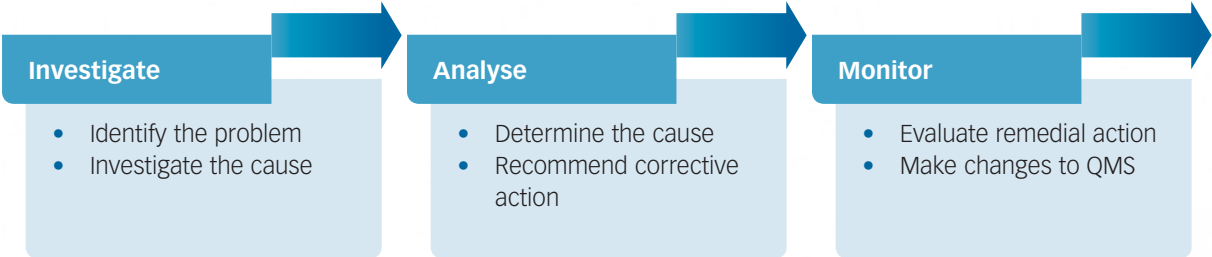 Investigate
• Identify the problem
• Investigate the cause
Analyse
• Determine the cause
• Recommend corrective
action
Monitor
• Evaluate remedial action
• Make changes to QMS